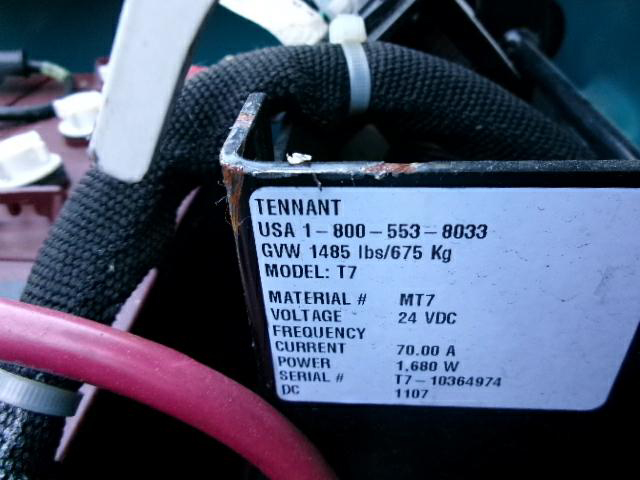 TENNANT
USA 1-800-553-8033
GVW 1485 lbs/675 Kg
MODEL: T7
MATERIAL # MT7
VOLTAGE 24 VDC
FREQUENCY
CURRENT 70.00 A
POWER 1,680 W
SERIAL # T7-10364974
DC 1107